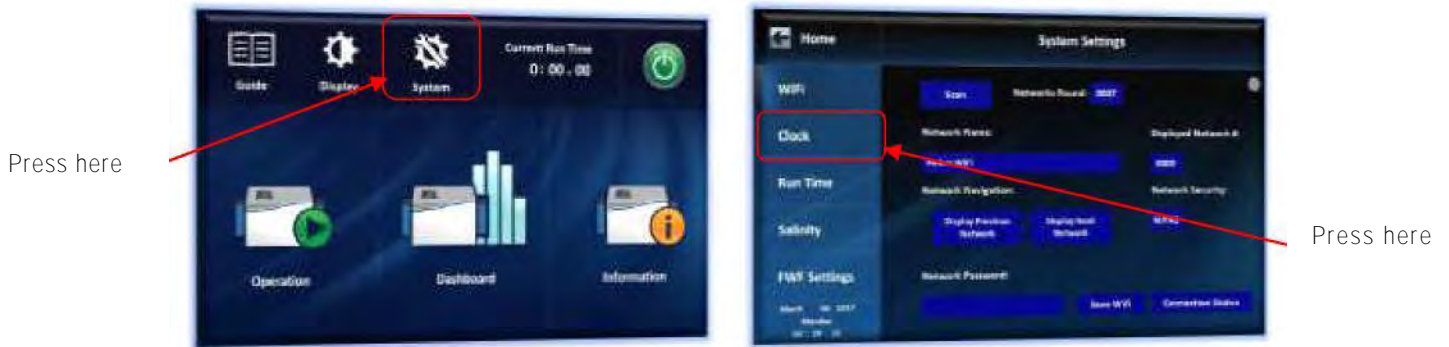 Press here
Guide
Display
System
Current Run Time
0: 00 . 00
Operation
Dashboard
Information
Home
System Settings
WiFi
Clock
Run Time
Salinity
FWF Settings
Scan
Networks Found:
Network Name:
Displayed Network #:
Network Navigation:
Network Security:
Display Previous
Network
Display Next
Network
Network Password:
Save WiFi
Connection Status
Press here